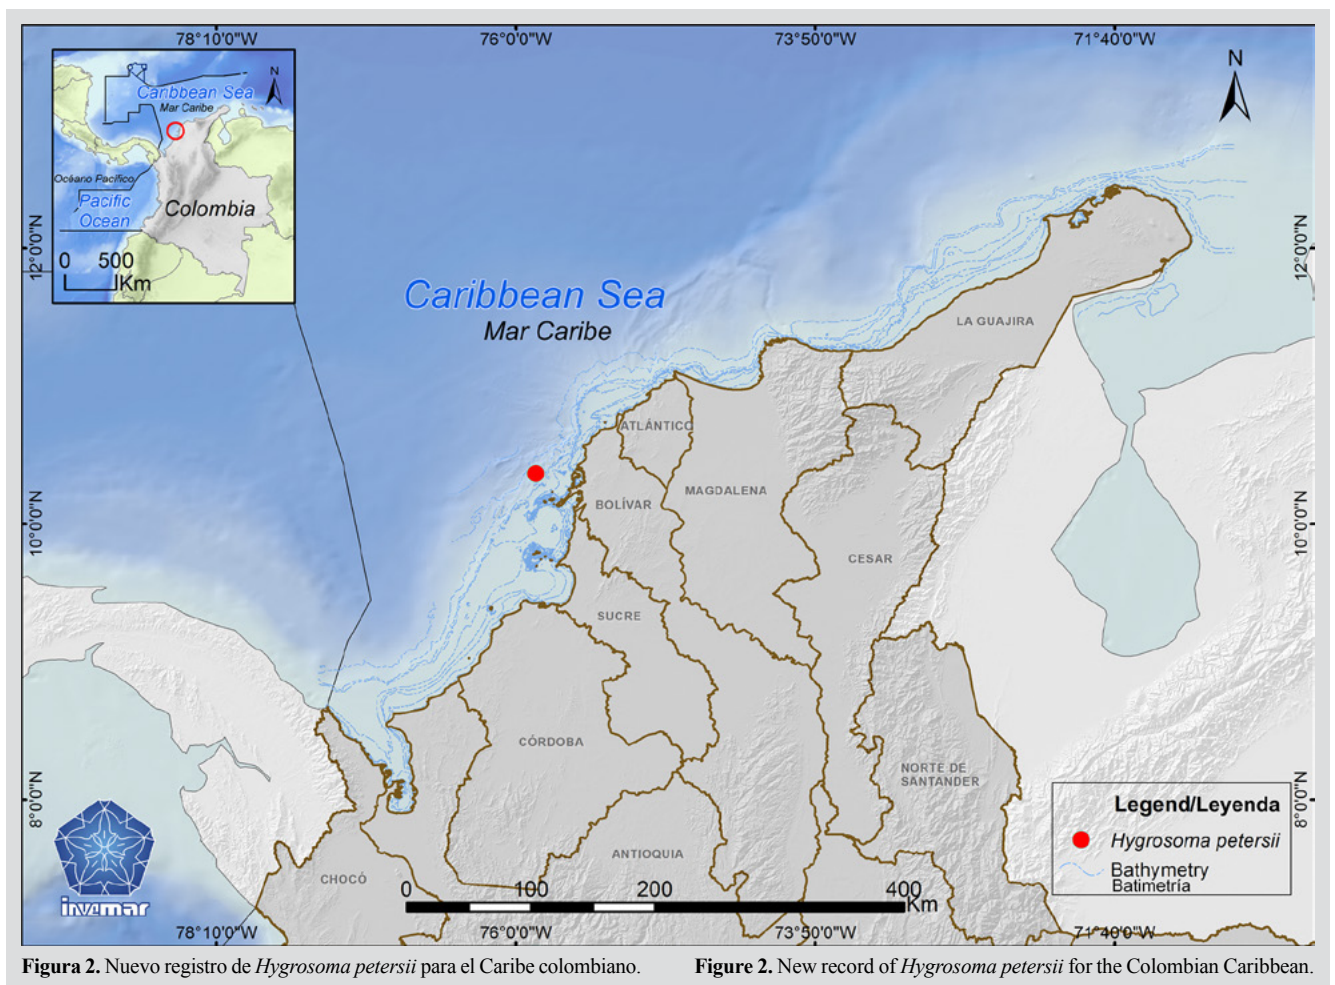 78°10'0"W
76°0'0"W
73°50'0"W
71°40'0"W
N
Caribbean Sea
Mar Caribe
Océano Pacífico
Pacific
Ocean
Colombia
0 500
Km
N
12°0'0"N
12°0'0"N
Caribbean Sea
Mar Caribe
LA GUAJIRA
ATLÁNTICO
MAGDALENA
BOLÍVAR
10°0'0"N
10°0'0"N
CESAR
SUCRE
CÓRDOBA
NORTE DE
SANTANDER
8°0'0"N
8°0'0"N
ANTIOQUIA
CHOCÓ
Legend/Leyenda
Hygrosoma petersii
Bathymetry
Batimetría
invemar
0 100 200 400
Km
78°10'0"W
76°0'0"W
73°50'0"W
71°40'0"W
Figura 2. Nuevo registro de Hygrosoma petersii para el Caribe colombiano.
Figure 2. New record of Hygrosoma petersii for the Colombian Caribbean.